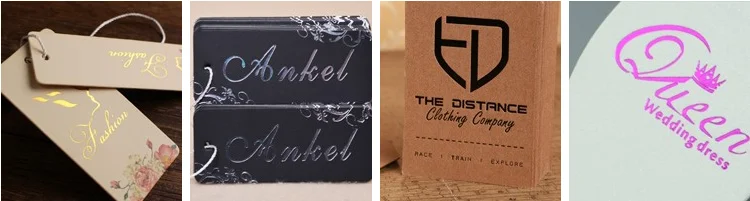 Fashion
Fashion
Ankel
Ankel
THE DISTANCE
Clothing Company
RACE | TRAIN | EXPLORE
Queen
Wedding dress